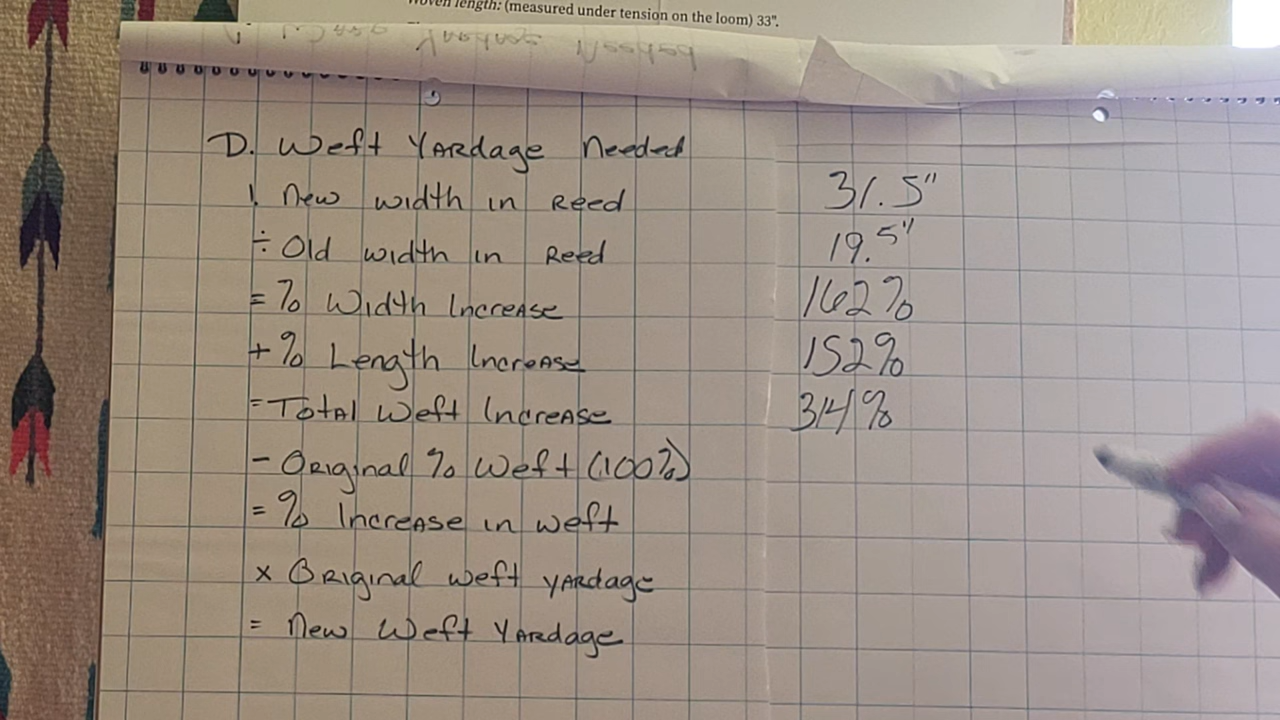 Woven length: (measured under tension on the loom) 33".
Needed
D. Weft Yardage Needed
1. New width in Reed 31.5"
÷ Old width in Reed 19.5"
= % Width Increase 162%
+ % Length Increase 152%
= Total Weft Increase 314%
- Original % Weft (100%)
= % Increase in weft
x Original weft yardage
= New Weft Yardage